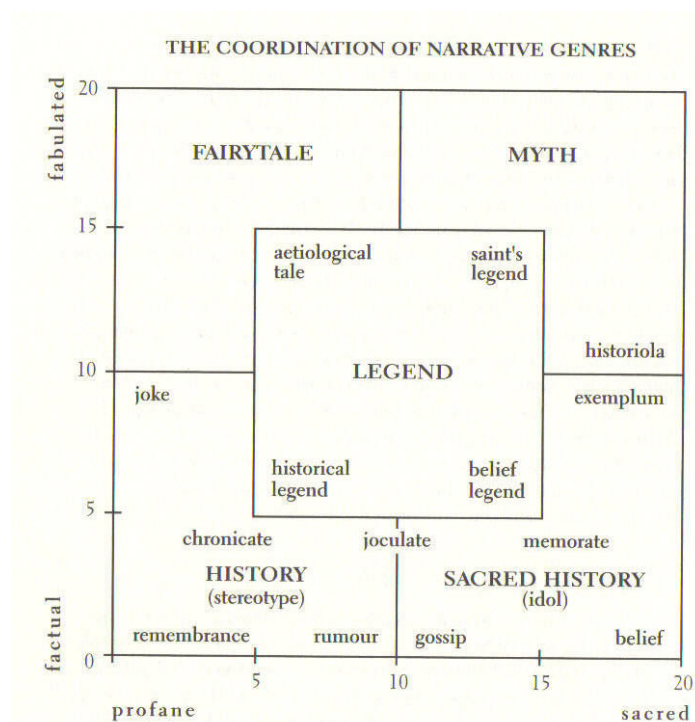 THE COORDINATION OF NARRATIVE GENRES
fabulated
20
FAIRYTALE
MYTH
15
aetiological
tale
saint's
legend
historiola
10
LEGEND
joke
exemplum
historical
legend
belief
legend
5
chronicate
joculate
memorate
HISTORY
(stereotype)
SACRED HISTORY
(idol)
factual
remembrance
rumour
gossip
belief
0
5
10
15
20
profane
sacred